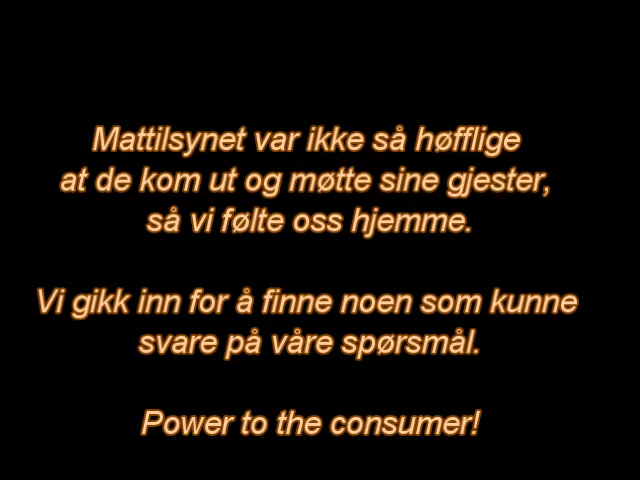 Mattilsynet var ikke så høfflige
at de kom ut og møtte sine gjester,
så vi følte oss hjemme.
Vi gikk inn for å finne noen som kunne
svare på våre spørsmål.
Power to the consumer!